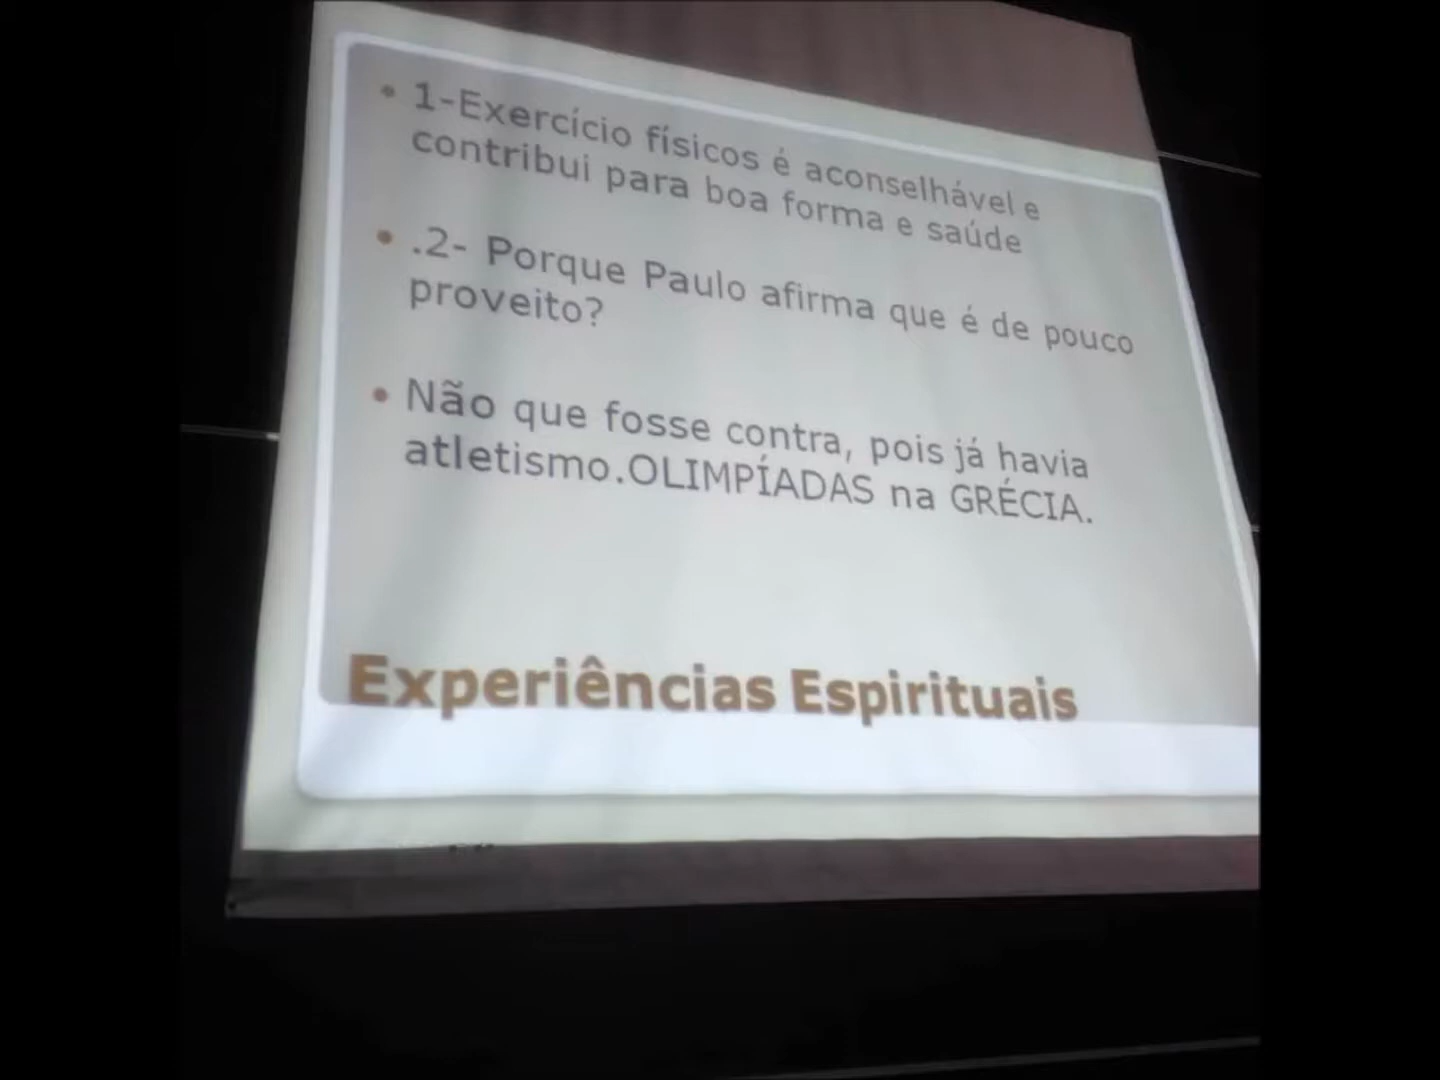 • 1-Exercício físicos é aconselhável e
contribui para boa forma e saúde
• .2- Porque Paulo afirma que é de pouco
proveito?
• Não que fosse contra, pois já havia
atletismo.OLIMPÍADAS na GRÉCIA.
Experiências Espirituais